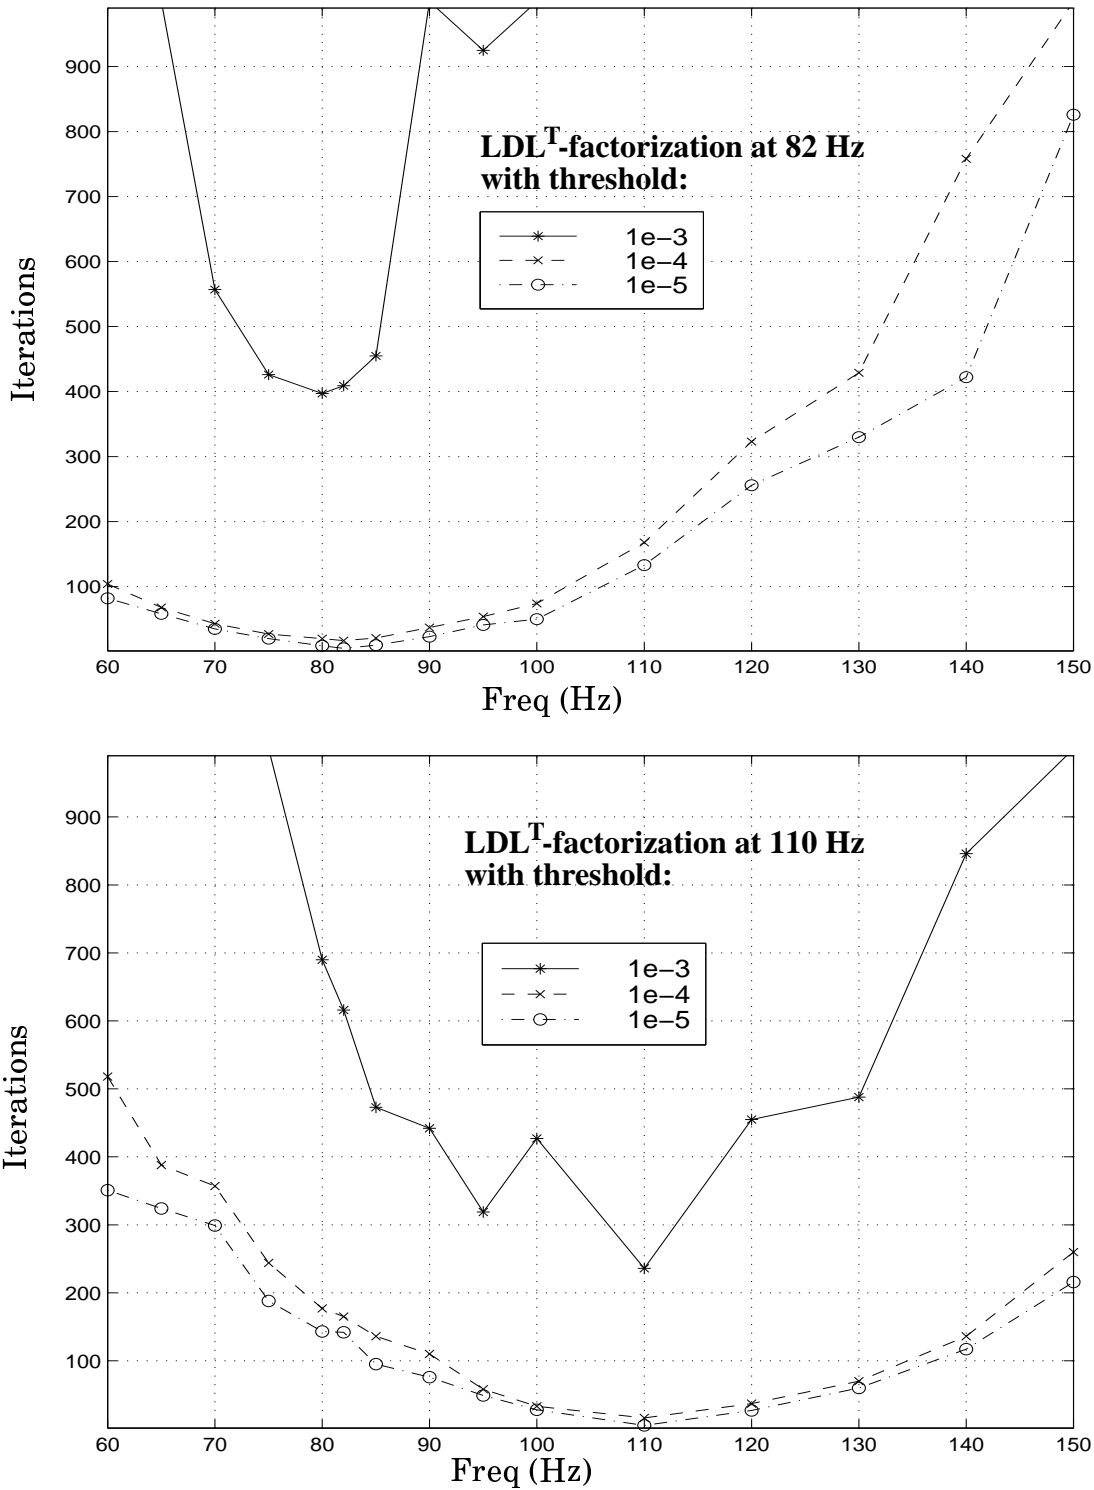 900
800
700
600
500
400
300
200
100
Iterations
LDL^T-factorization at 82 Hz
with threshold:
1e-3
1e-4
1e-5
60 70 80 90 100 110 120 130 140 150
Freq (Hz)
900
800
700
600
500
400
300
200
100
Iterations
LDL^T-factorization at 110 Hz
with threshold:
1e-3
1e-4
1e-5
60 70 80 90 100 110 120 130 140 150
Freq (Hz)